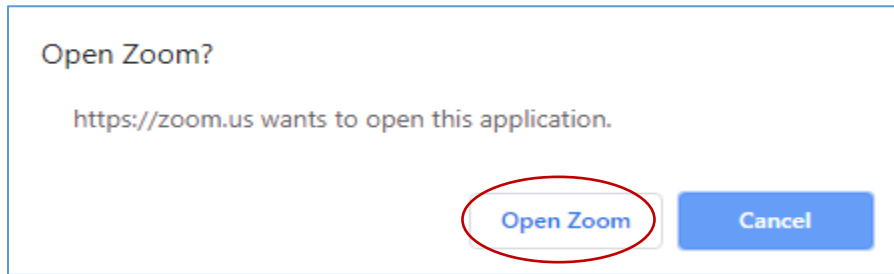 Open Zoom?
https://zoom.us wants to open this application.
Open Zoom Cancel